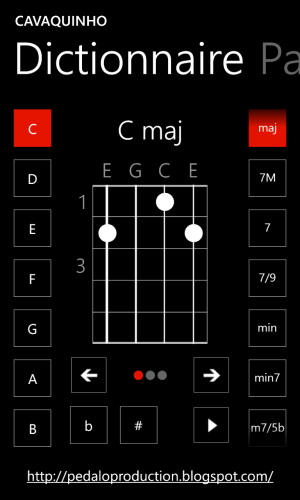 CAVAQUINHO
Dictionnaire Pa
C
C maj
maj
E G C E
D
7M
1
E
7
3
F
7/9
G
min
A
min7
B
b
#
m7/5b
http://pedaloproduction.blogspot.com/